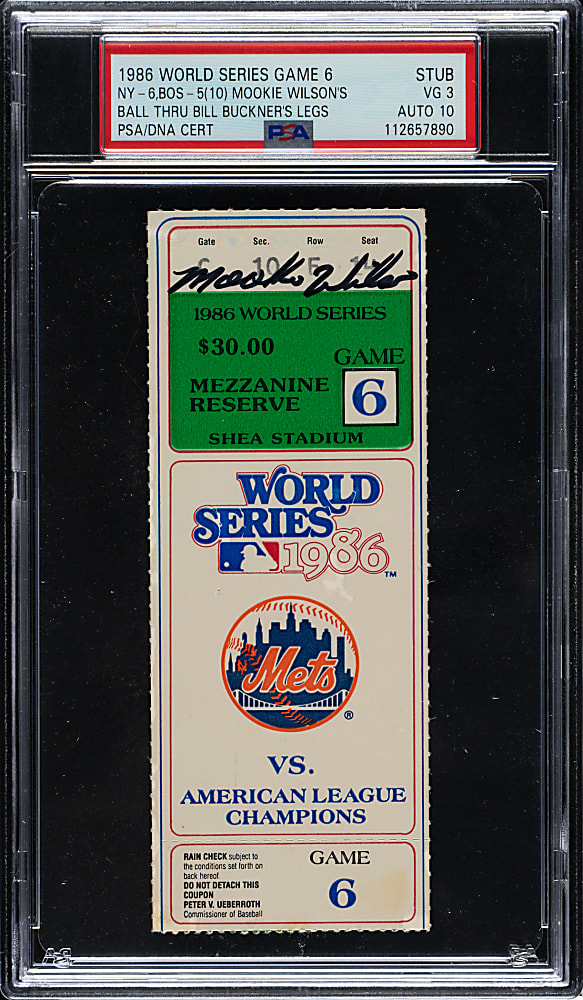 1986 WORLD SERIES GAME 6 STUB
NY - 6,BOS - 5(10) MOOKIE WILSON'S VG 3
BALL THRU BILL BUCKNER'S LEGS AUTO 10
PSA/DNA CERT PSA 112657890
Gate Sec. Row Seat
10 F
Mookie Wilson
1986 WORLD SERIES
$30.00
GAME
MEZZANINE
RESERVE
6
SHEA STADIUM
WORLD
SERIES
1986 ™
Mets
®
VS.
AMERICAN LEAGUE
CHAMPIONS
RAIN CHECK subject to
the conditions set forth on
back hereof.
DO NOT DETACH THIS
COUPON
PETER V. UEBERROTH
Commissioner of Baseball
GAME
6